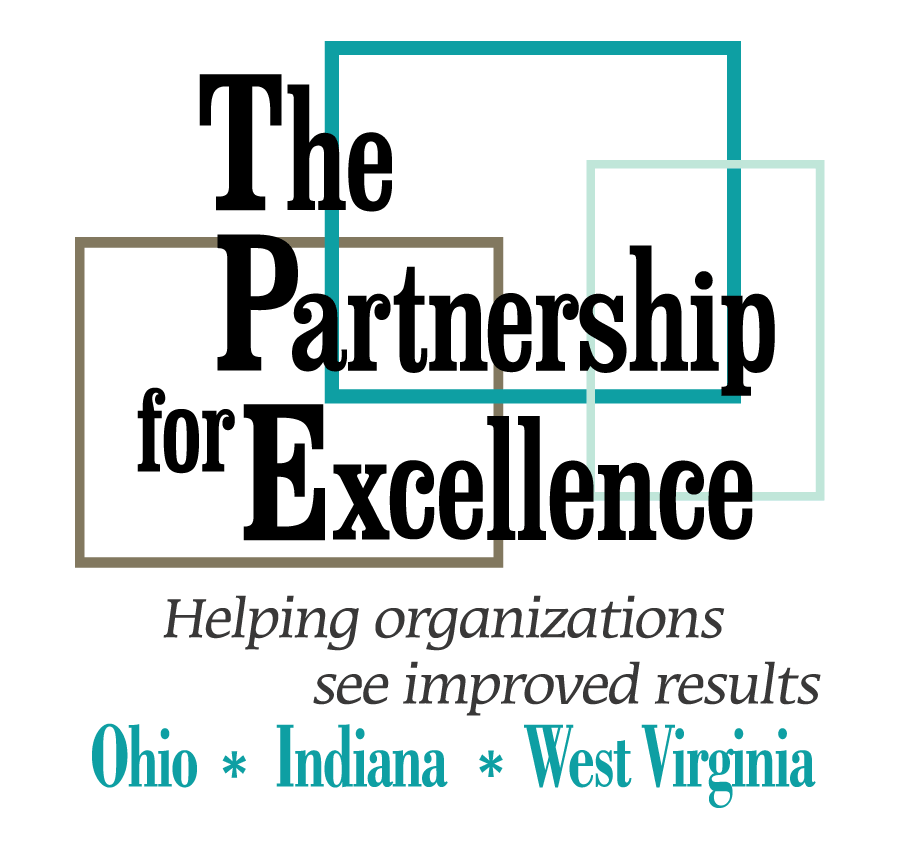 The
Partnership
for Excellence
Helping organizations
see improved results
Ohio * Indiana * West Virginia